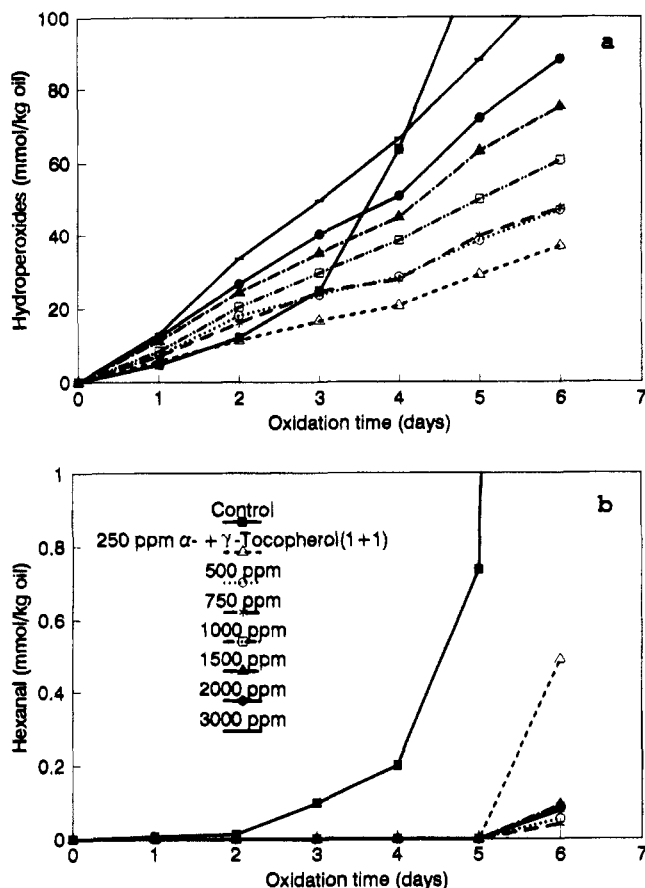 100
80
60
40
20
0
Hydroperoxides (mmol/kg oil)
a
0 1 2 3 4 5 6 7
Oxidation time (days)
1
0.8
0.6
0.4
0.2
0
Hexanal (mmol/kg oil)
b
Control
250 ppm α- + γ-Tocopherol(1+1)
500 ppm
750 ppm
1000 ppm
1500 ppm
2000 ppm
3000 ppm
0 1 2 3 4 5 6 7
Oxidation time (days)